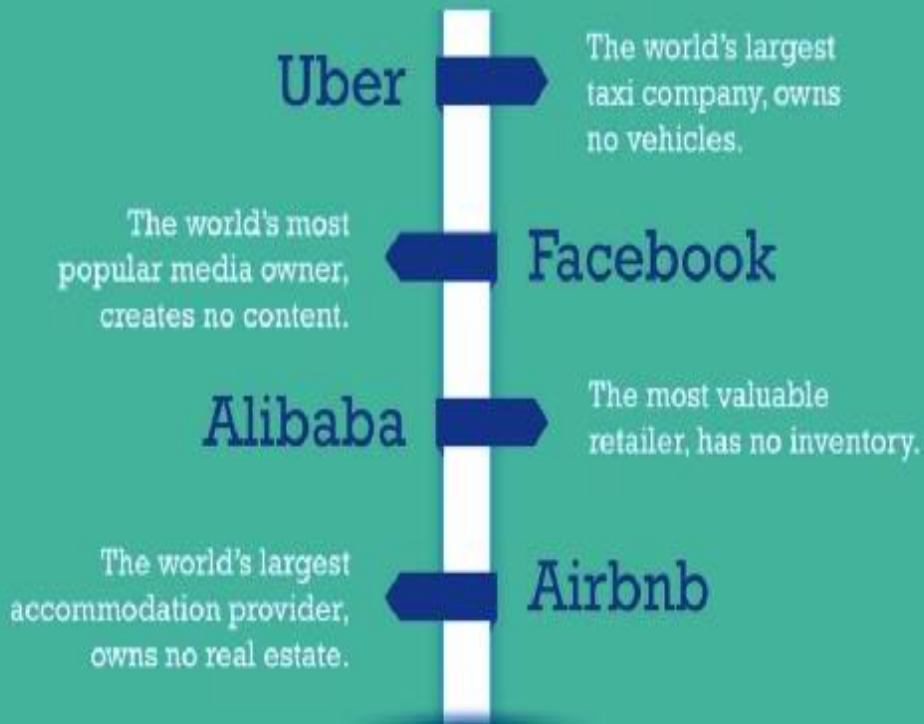 Uber
The world's largest
taxi company, owns
no vehicles.
The world's most
popular media owner,
creates no content.
Facebook
Alibaba
The most valuable
retailer, has no inventory.
The world's largest
accommodation provider,
owns no real estate.
Airbnb